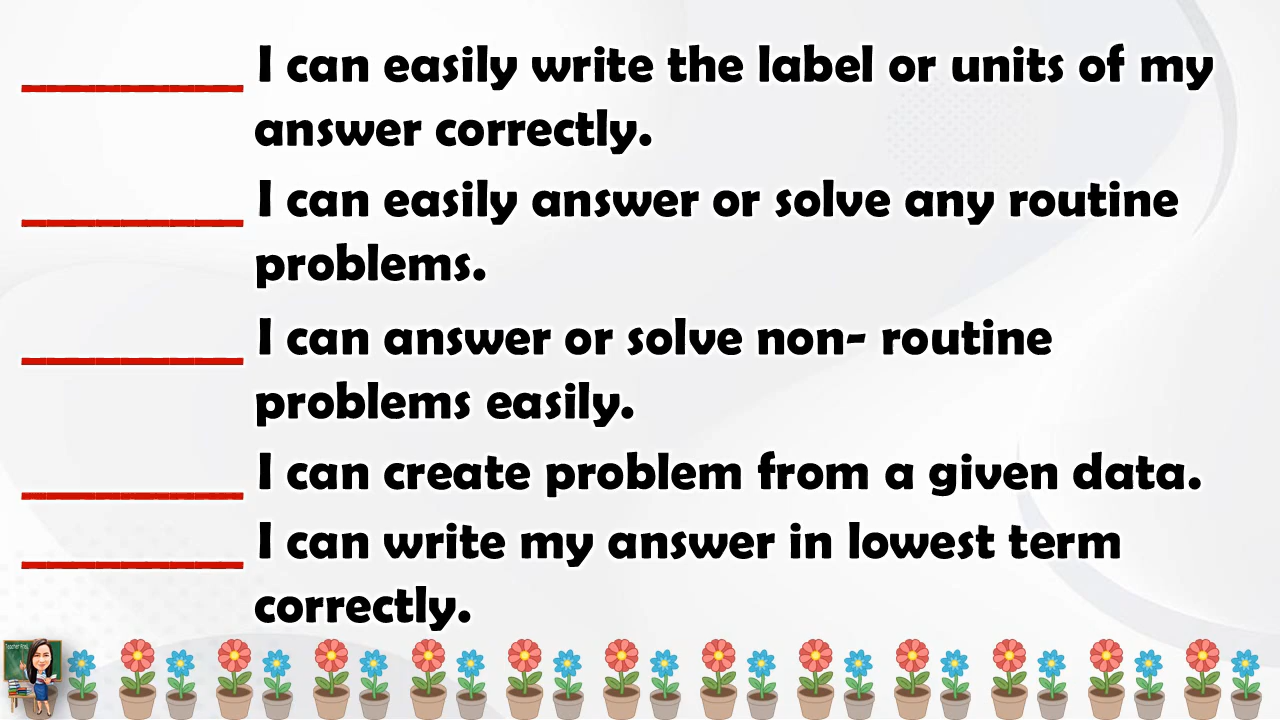 __________ I can easily write the label or units of my
answer correctly.
__________ I can easily answer or solve any routine
problems.
__________ I can answer or solve non- routine
problems easily.
__________ I can create problem from a given data.
__________ I can write my answer in lowest term
correctly.